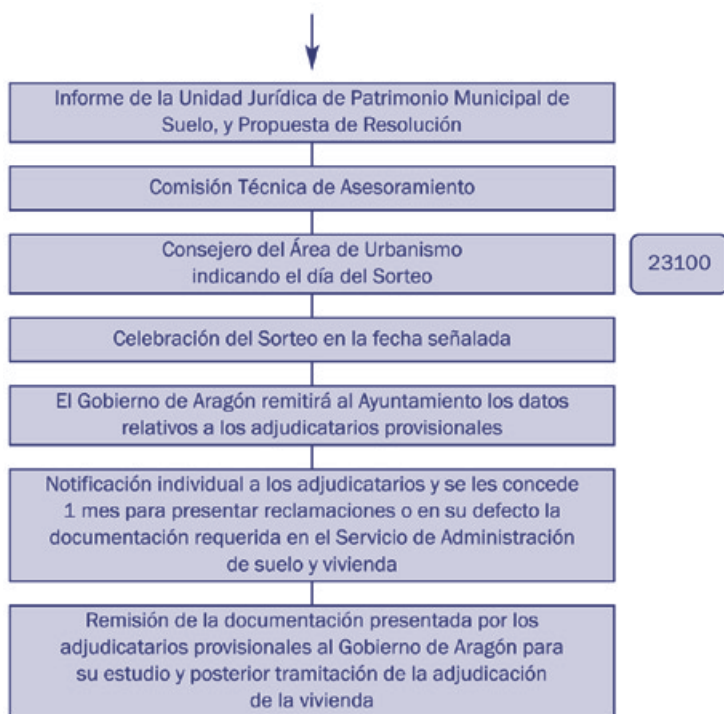 Informe de la Unidad Jurídica de Patrimonio Municipal de
Suelo, y Propuesta de Resolución
Comisión Técnica de Asesoramiento
Consejero del Área de Urbanismo
indicando el día del Sorteo
23100
Celebración del Sorteo en la fecha señalada
El Gobierno de Aragón remitirá al Ayuntamiento los datos
relativos a los adjudicatarios provisionales
Notificación individual a los adjudicatarios y se les concede
1 mes para presentar reclamaciones o en su defecto la
documentación requerida en el Servicio de Administración
de suelo y vivienda
Remisión de la documentación presentada por los
adjudicatarios provisionales al Gobierno de Aragón para
su estudio y posterior tramitación de la adjudicación
de la vivienda